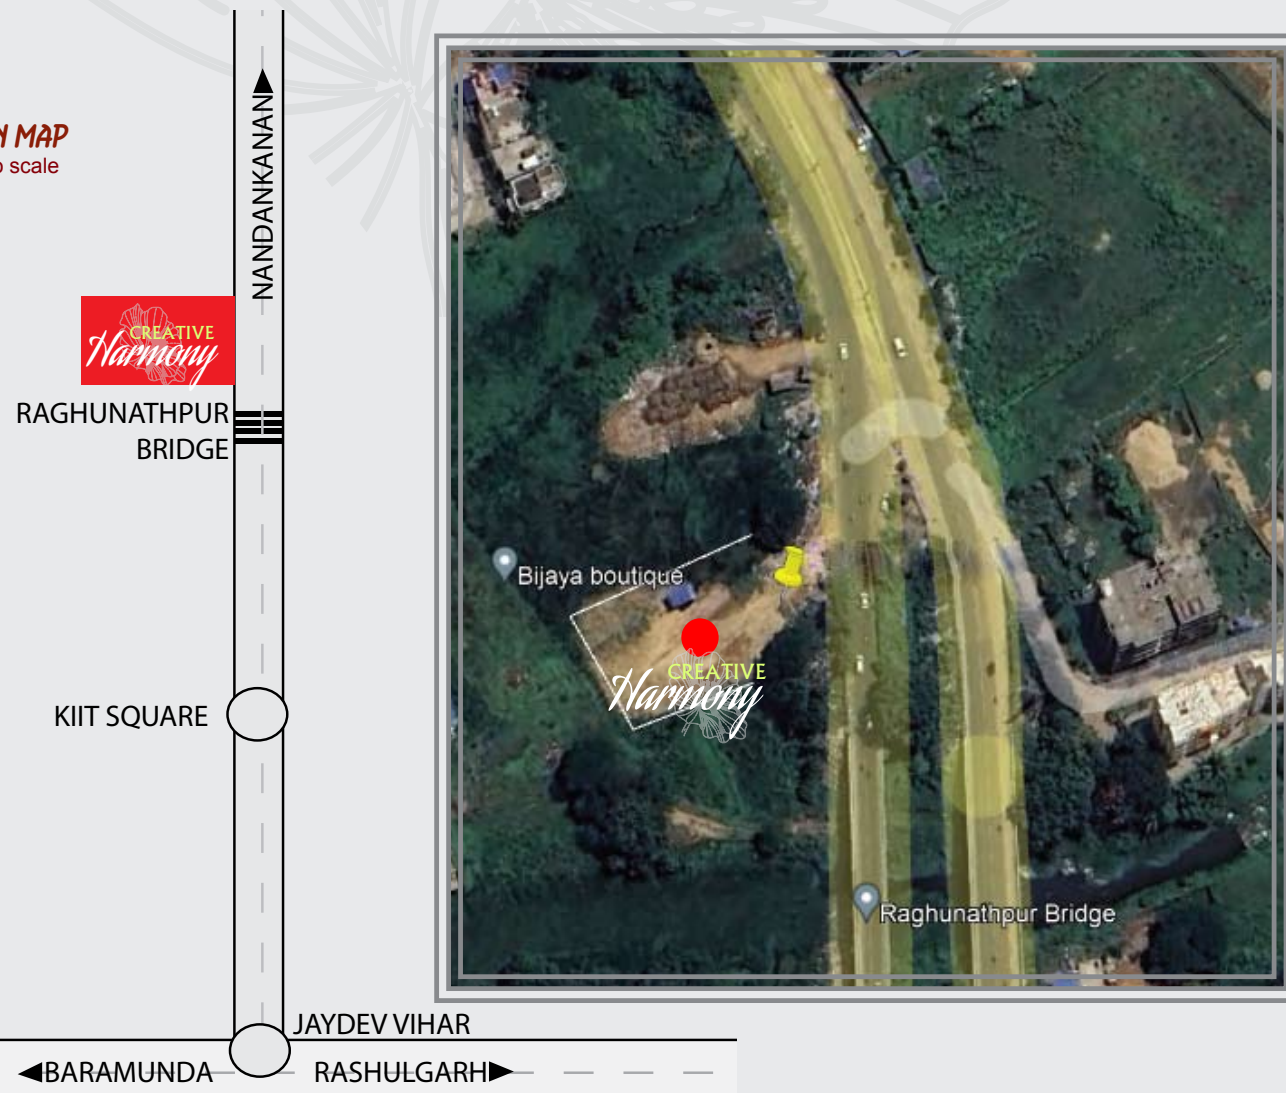 MAP
scale
NANDANKANAN
CREATIVE
Harmony
RAGHUNATHPUR
BRIDGE
KIIT SQUARE
JAYDEV VIHAR
BARAMUNDA
RASHULGARH
Bijaya boutique
CREATIVE
Harmony
Raghunathpur Bridge